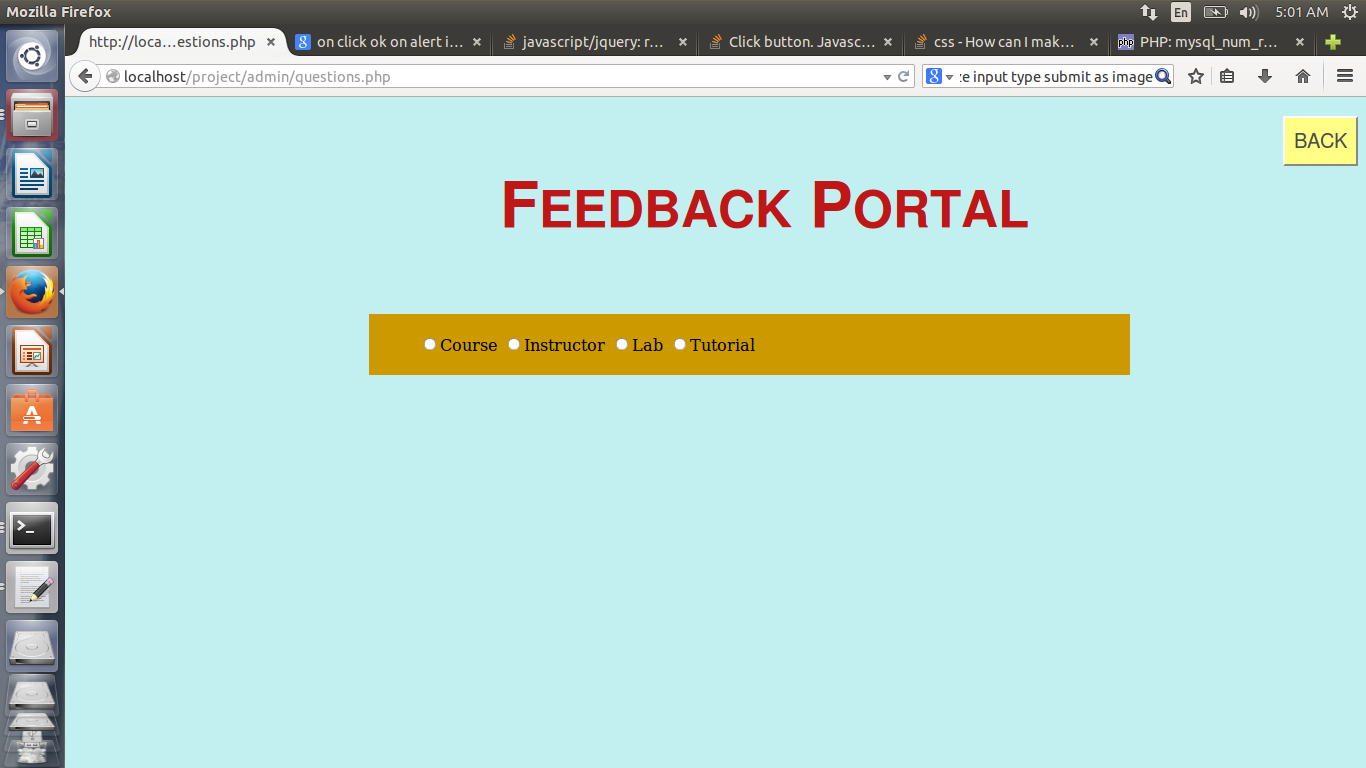 Mozilla Firefox
En
5:01 AM
http://loca...estions.php
on click ok on alert i...
javascript/jquery: r...
Click button. Javasc...
css - How can I mak...
php
PHP: mysql_num_r...
localhost/project/admin/questions.php
8
input type submit as image
BACK
FEEDBACK PORTAL
Course
Instructor
Lab
Tutorial